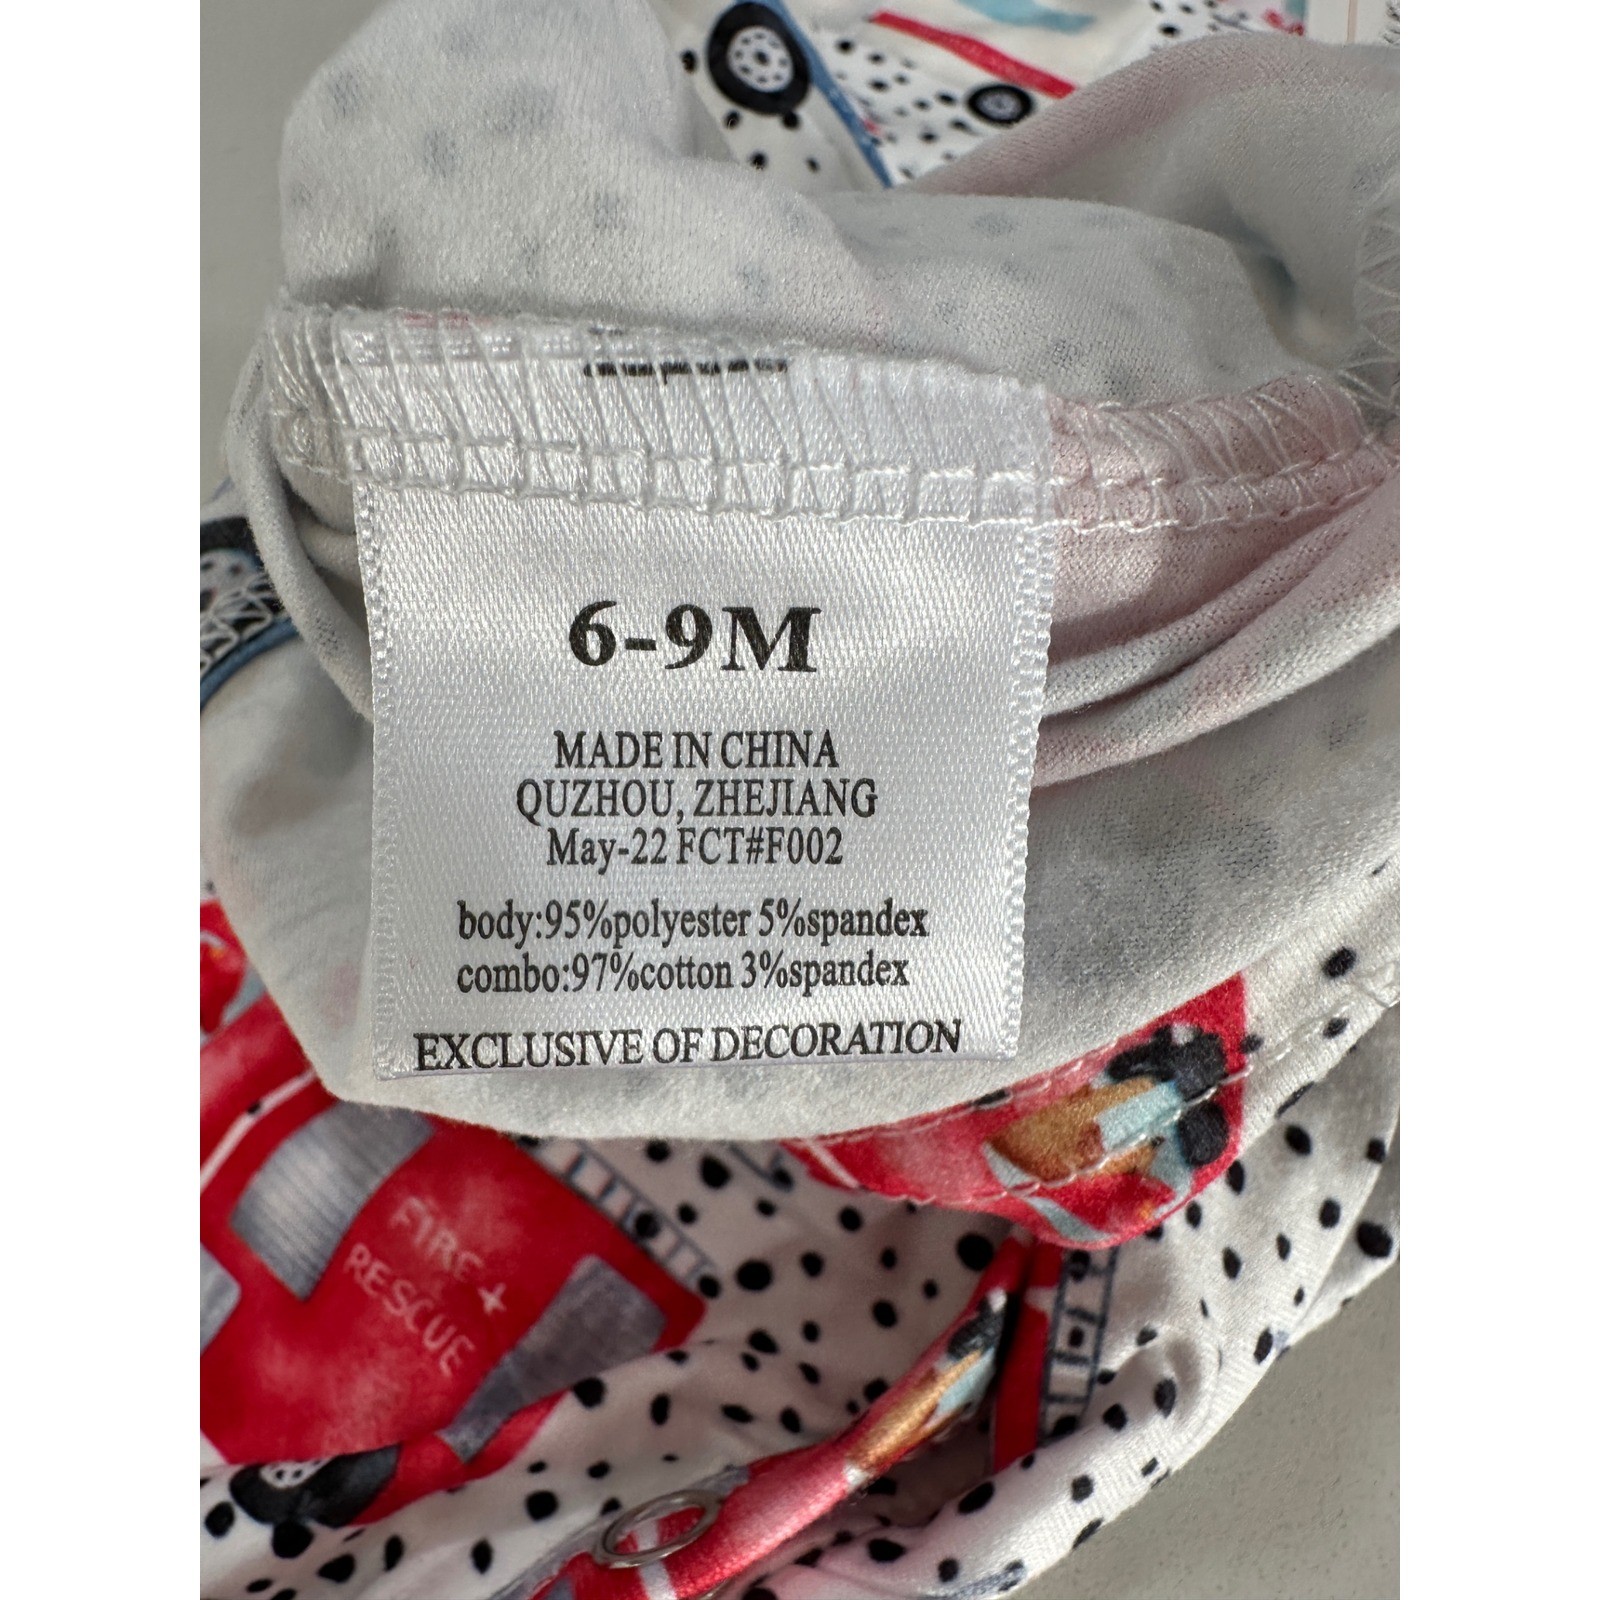 6-9M
MADE IN CHINA
QUZHOU, ZHEJIANG
May-22 FCT#F002
body:95%polyester 5%spandex
combo:97%cotton 3%spandex
EXCLUSIVE OF DECORATION
FIRE +
RESCUE